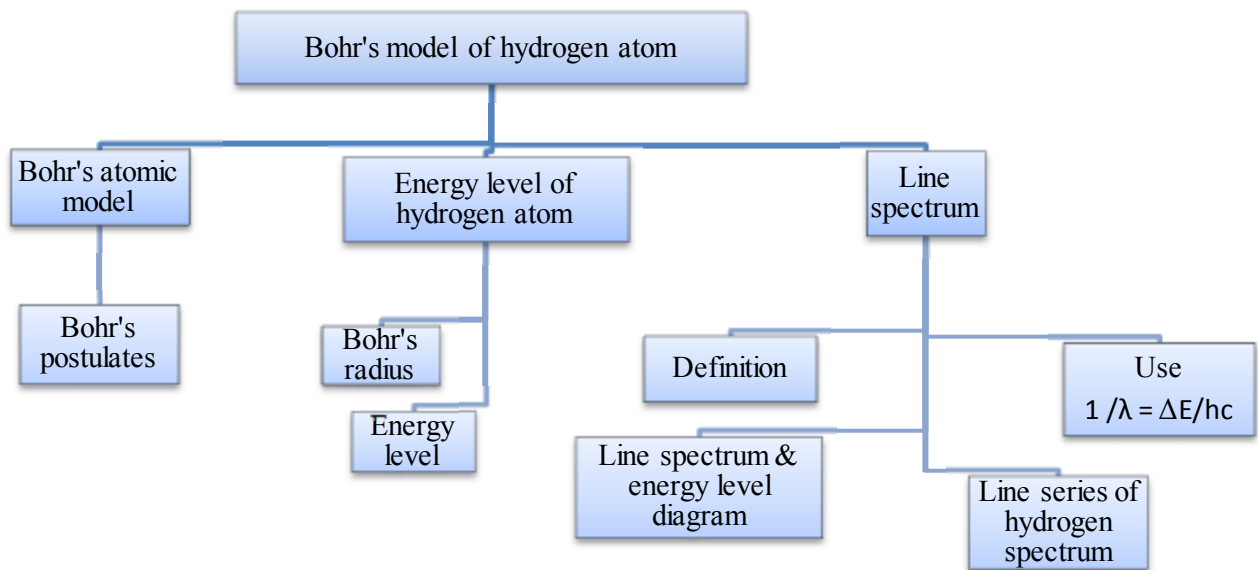 Bohr's model of hydrogen atom
Bohr's atomic
model
Energy level of
hydrogen atom
Line
spectrum
Bohr's
postulates
Bohr's
radius
Energy
level
Definition
Use
1 /λ = ΔE/hc
Line spectrum &
energy level
diagram
Line series of
hydrogen
spectrum